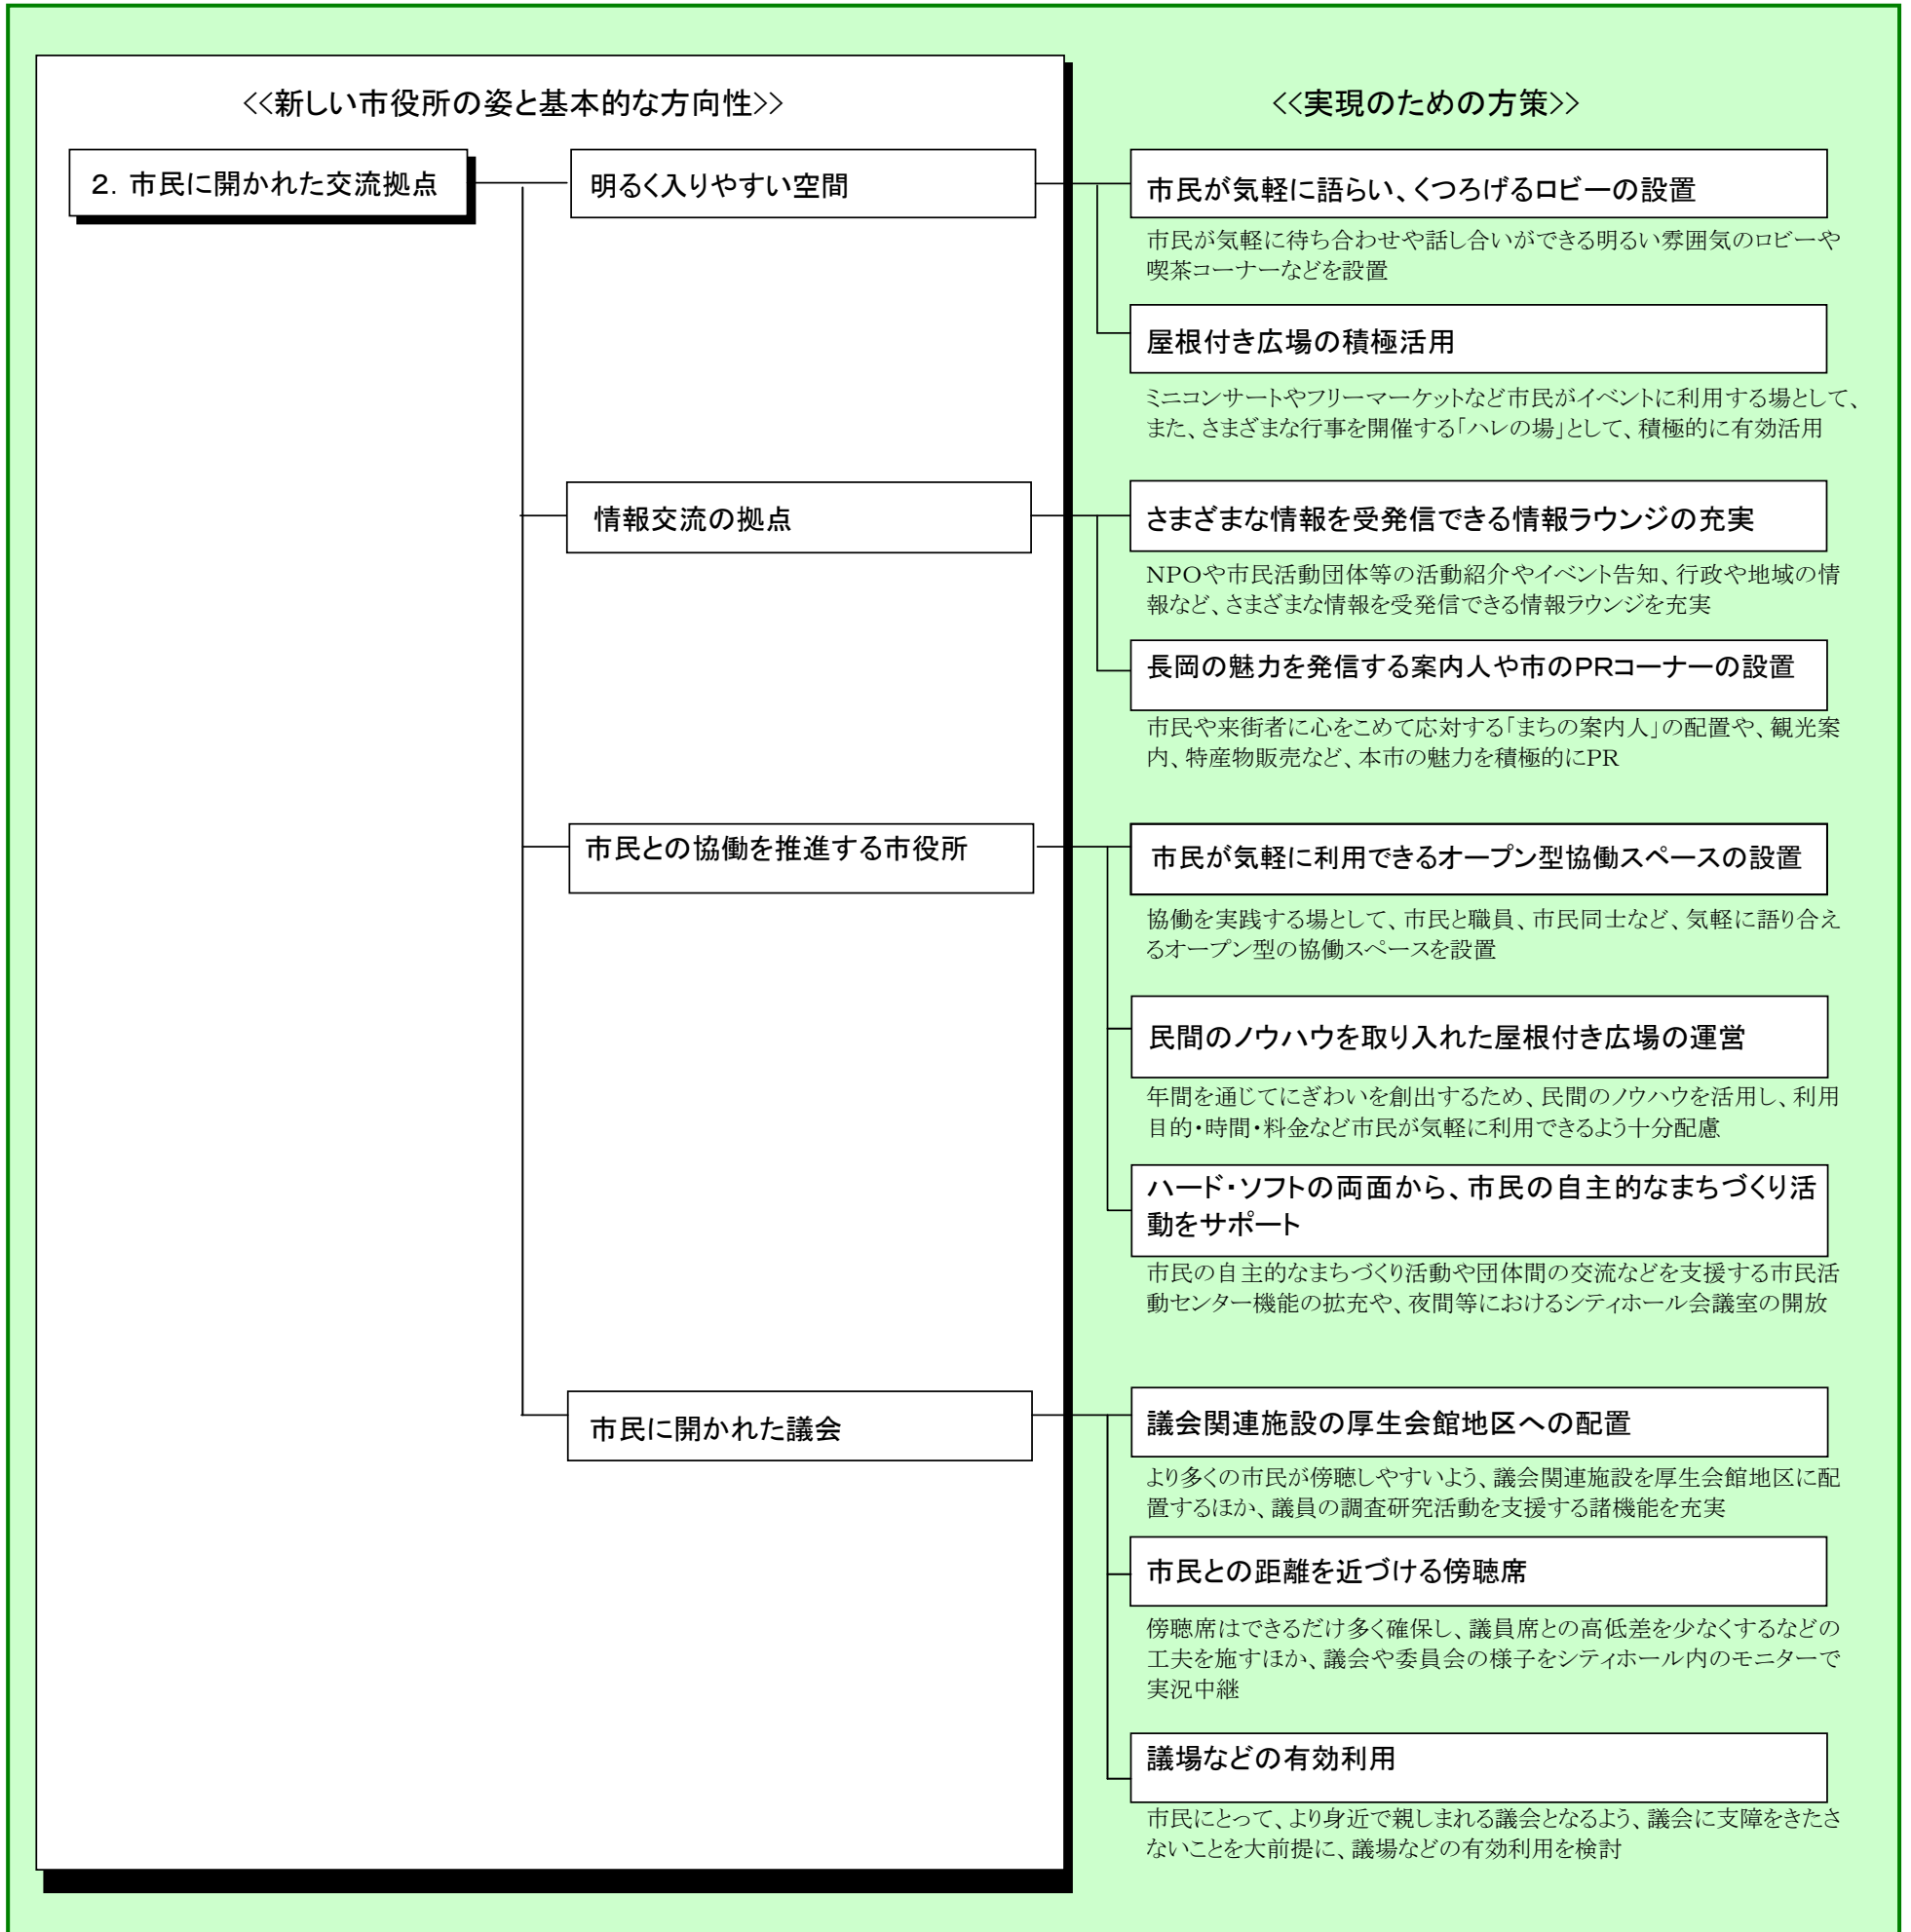 <<新しい市役所の姿と基本的な方向性>>
<<実現のための方策>>
2．市民に開かれた交流拠点
明るく入りやすい空間
市民が気軽に語らい、くつろげるロビーの設置
市民が気軽に待ち合わせや話し合いができる明るい雰囲気のロビーや
喫茶コーナーなどを設置
屋根付き広場の積極活用
ミニコンサートやフリーマーケットなど市民がイベントに利用する場として、
また、さまざまな行事を開催する「ハレの場」として、積極的に有効活用
情報交流の拠点
さまざまな情報を受発信できる情報ラウンジの充実
NPOや市民活動団体等の活動紹介やイベント告知、行政や地域の情
報など、さまざまな情報を受発信できる情報ラウンジを充実
長岡の魅力を発信する案内人や市のPRコーナーの設置
市民や来街者に心をこめて応対する「まちの案内人」の配置や、観光案
内、特産物販売など、本市の魅力を積極的にPR
市民との協働を推進する市役所
市民が気軽に利用できるオープン型協働スペースの設置
協働を実践する場として、市民と職員、市民同士など、気軽に語り合え
るオープン型の協働スペースを設置
民間のノウハウを取り入れた屋根付き広場の運営
年間を通じてにぎわいを創出するため、民間のノウハウを活用し、利用
目的・時間・料金など市民が気軽に利用できるよう十分配慮
ハード・ソフトの両面から、市民の自主的なまちづくり活
動をサポート
市民の自主的なまちづくり活動や団体間の交流などを支援する市民活
動センター機能の拡充や、夜間等におけるシティホール会議室の開放
市民に開かれた議会
議会関連施設の厚生会館地区への配置
より多くの市民が傍聴しやすいよう、議会関連施設を厚生会館地区に配
置するほか、議員の調査研究活動を支援する諸機能を充実
市民との距離を近づける傍聴席
傍聴席はできるだけ多く確保し、議員席との高低差を少なくするなどの
工夫を施すほか、議会や委員会の様子をシティホール内のモニターで
実況中継
議場などの有効利用
市民にとって、より身近で親しまれる議会となるよう、議会に支障をきたさ
ないことを大前提に、議場などの有効利用を検討